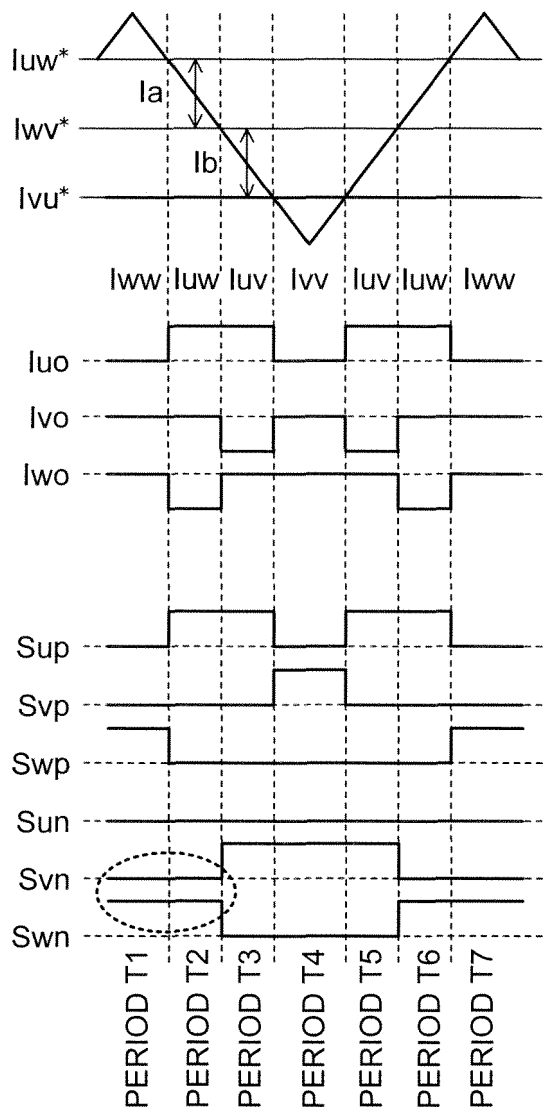 Iuw*
Ia
Iwv*
Ib
Ivu*
Iww Iuw Iuv Ivv Iuv Iuw Iww
Iuo
Ivo
Iwo
Sup
Svp
Swp
Sun
Svn
Swn
PERIOD T1
PERIOD T2
PERIOD T3
PERIOD T4
PERIOD T5
PERIOD T6
PERIOD T7